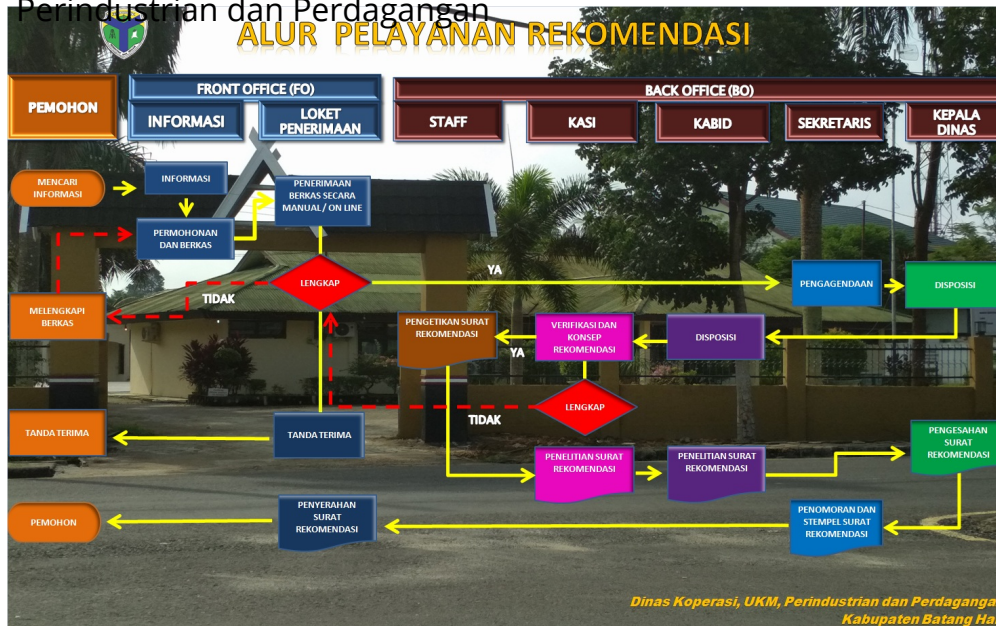 Perindustrian dan Perdagangan
ALUR PELAYANAN REKOMENDASI
PEMOHON
FRONT OFFICE (FO)
BACK OFFICE (BO)
INFORMASI
LOKET
PENERIMAAN
STAFF
KASI
KABID
SEKRETARIS
KEPALA
DINAS
MENCARI
INFORMASI
INFORMASI
PENERIMAAN
BERKAS SECARA
MANUAL / ON LINE
PERMOHONAN
DAN BERKAS
LENGKAP
YA
PENGAGENDAAN
DISPOSISI
TIDAK
MELENGKAPI
BERKAS
PENGETIKAN SURAT
REKOMENDASI
YA
VERIFIKASI DAN
KONSEP
REKOMENDASI
DISPOSISI
LENGKAP
TIDAK
TANDA TERIMA
TANDA TERIMA
PENELITIAN SURAT
REKOMENDASI
PENELITIAN SURAT
REKOMENDASI
PENGESAHAN
SURAT
REKOMENDASI
PEMOHON
PENYERAHAN
SURAT
REKOMENDASI
PENOMORAN DAN
STEMPEL SURAT
REKOMENDASI
Dinas Koperasi, UKM, Perindustrian dan Perdaganga
Kabupaten Batang Ha